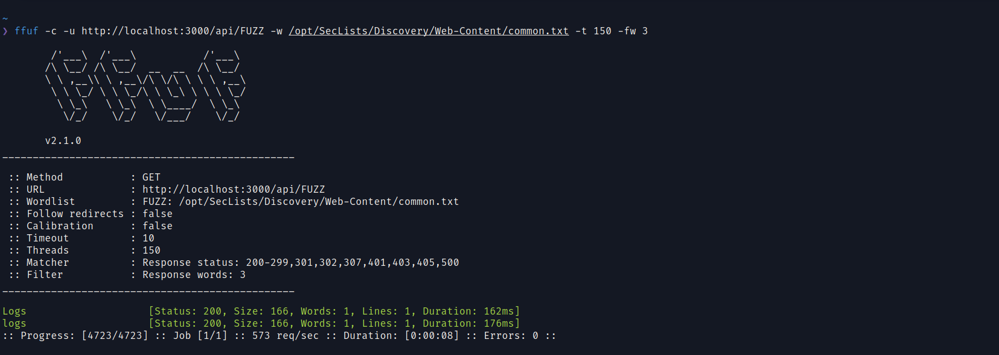 ~
❯ ffuf -c -u http://localhost:3000/api/FUZZ -w /opt/SecLists/Discovery/Web-Content/common.txt -t 150 -fw 3
        /'___\  /'___\           /'___\
       /\ \__/ /\ \__/  __  __  /\ \__/
       \ \ ,__\\ \ ,__\/\ \/\ \ \ \ ,__\
        \ \ \_/ \ \ \_/\ \ \_\ \ \ \ \_/
         \ \_\   \ \_\  \ \____/  \ \_\
          \/_/    \/_/   \/___/    \/_/
       v2.1.0
________________________________________________
 :: Method           : GET
 :: URL              : http://localhost:3000/api/FUZZ
 :: Wordlist         : FUZZ: /opt/SecLists/Discovery/Web-Content/common.txt
 :: Follow redirects : false
 :: Calibration      : false
 :: Timeout          : 10
 :: Threads          : 150
 :: Matcher          : Response status: 200-299,301,302,307,401,403,405,500
 :: Filter           : Response words: 3
________________________________________________
Logs                    [Status: 200, Size: 166, Words: 1, Lines: 1, Duration: 162ms]
logs                    [Status: 200, Size: 166, Words: 1, Lines: 1, Duration: 176ms]
:: Progress: [4723/4723] :: Job [1/1] :: 573 req/sec :: Duration: [0:00:08] :: Errors: 0 ::